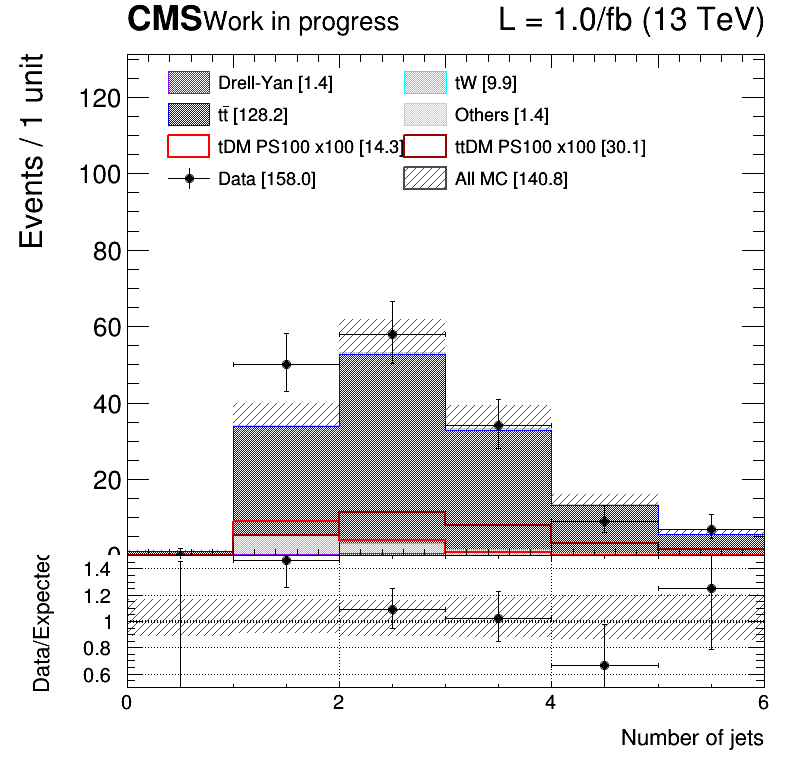 CMS Work in progress L = 1.0/fb (13 TeV)
Events / 1 unit
120
100
80
60
40
20
0
Drell-Yan [1.4] tW [9.9]
tt̄ [128.2] Others [1.4]
tDM PS100 x100 [14.3] ttDM PS100 x100 [30.1]
Data [158.0] All MC [140.8]
Data/Expected
1.4
1.2
1
0.8
0.6
0 2 4 6
Number of jets